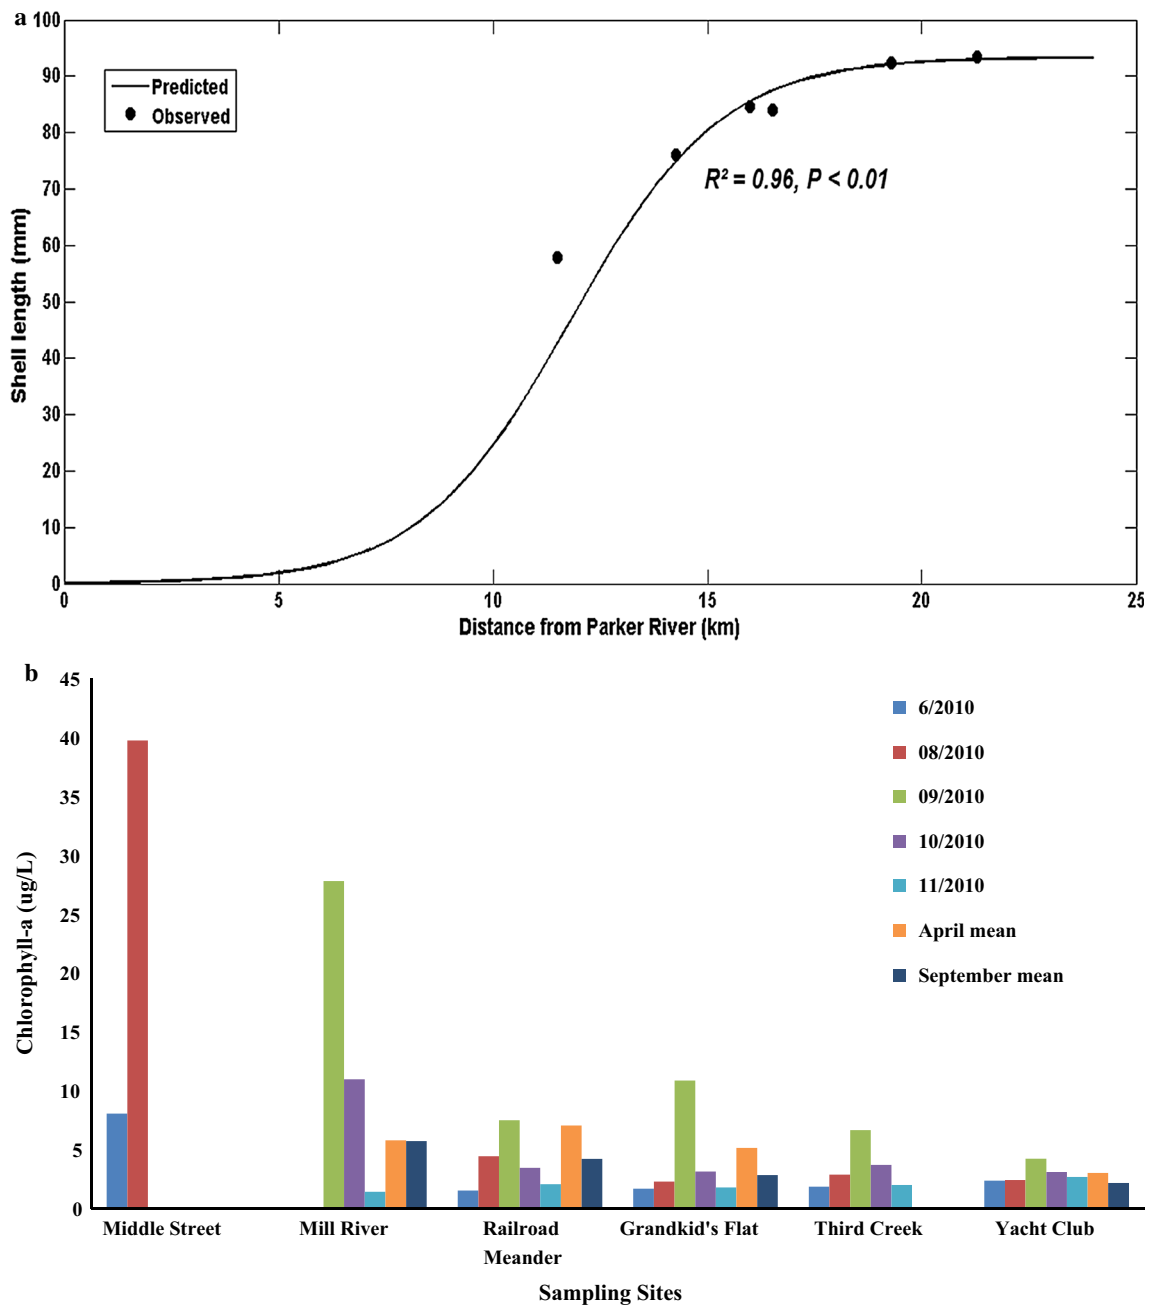 a
100
90
80
70
60
50
40
30
20
10
0
Shell length (mm)
Predicted
Observed
R² = 0.96, P < 0.01
0 5 10 15 20 25
Distance from Parker River (km)
b
45
40
35
30
25
20
15
10
5
0
Chlorophyll-a (ug/L)
6/2010
08/2010
09/2010
10/2010
11/2010
April mean
September mean
Middle Street Mill River Railroad Grandkid's Flat Third Creek Yacht Club
Meander
Sampling Sites